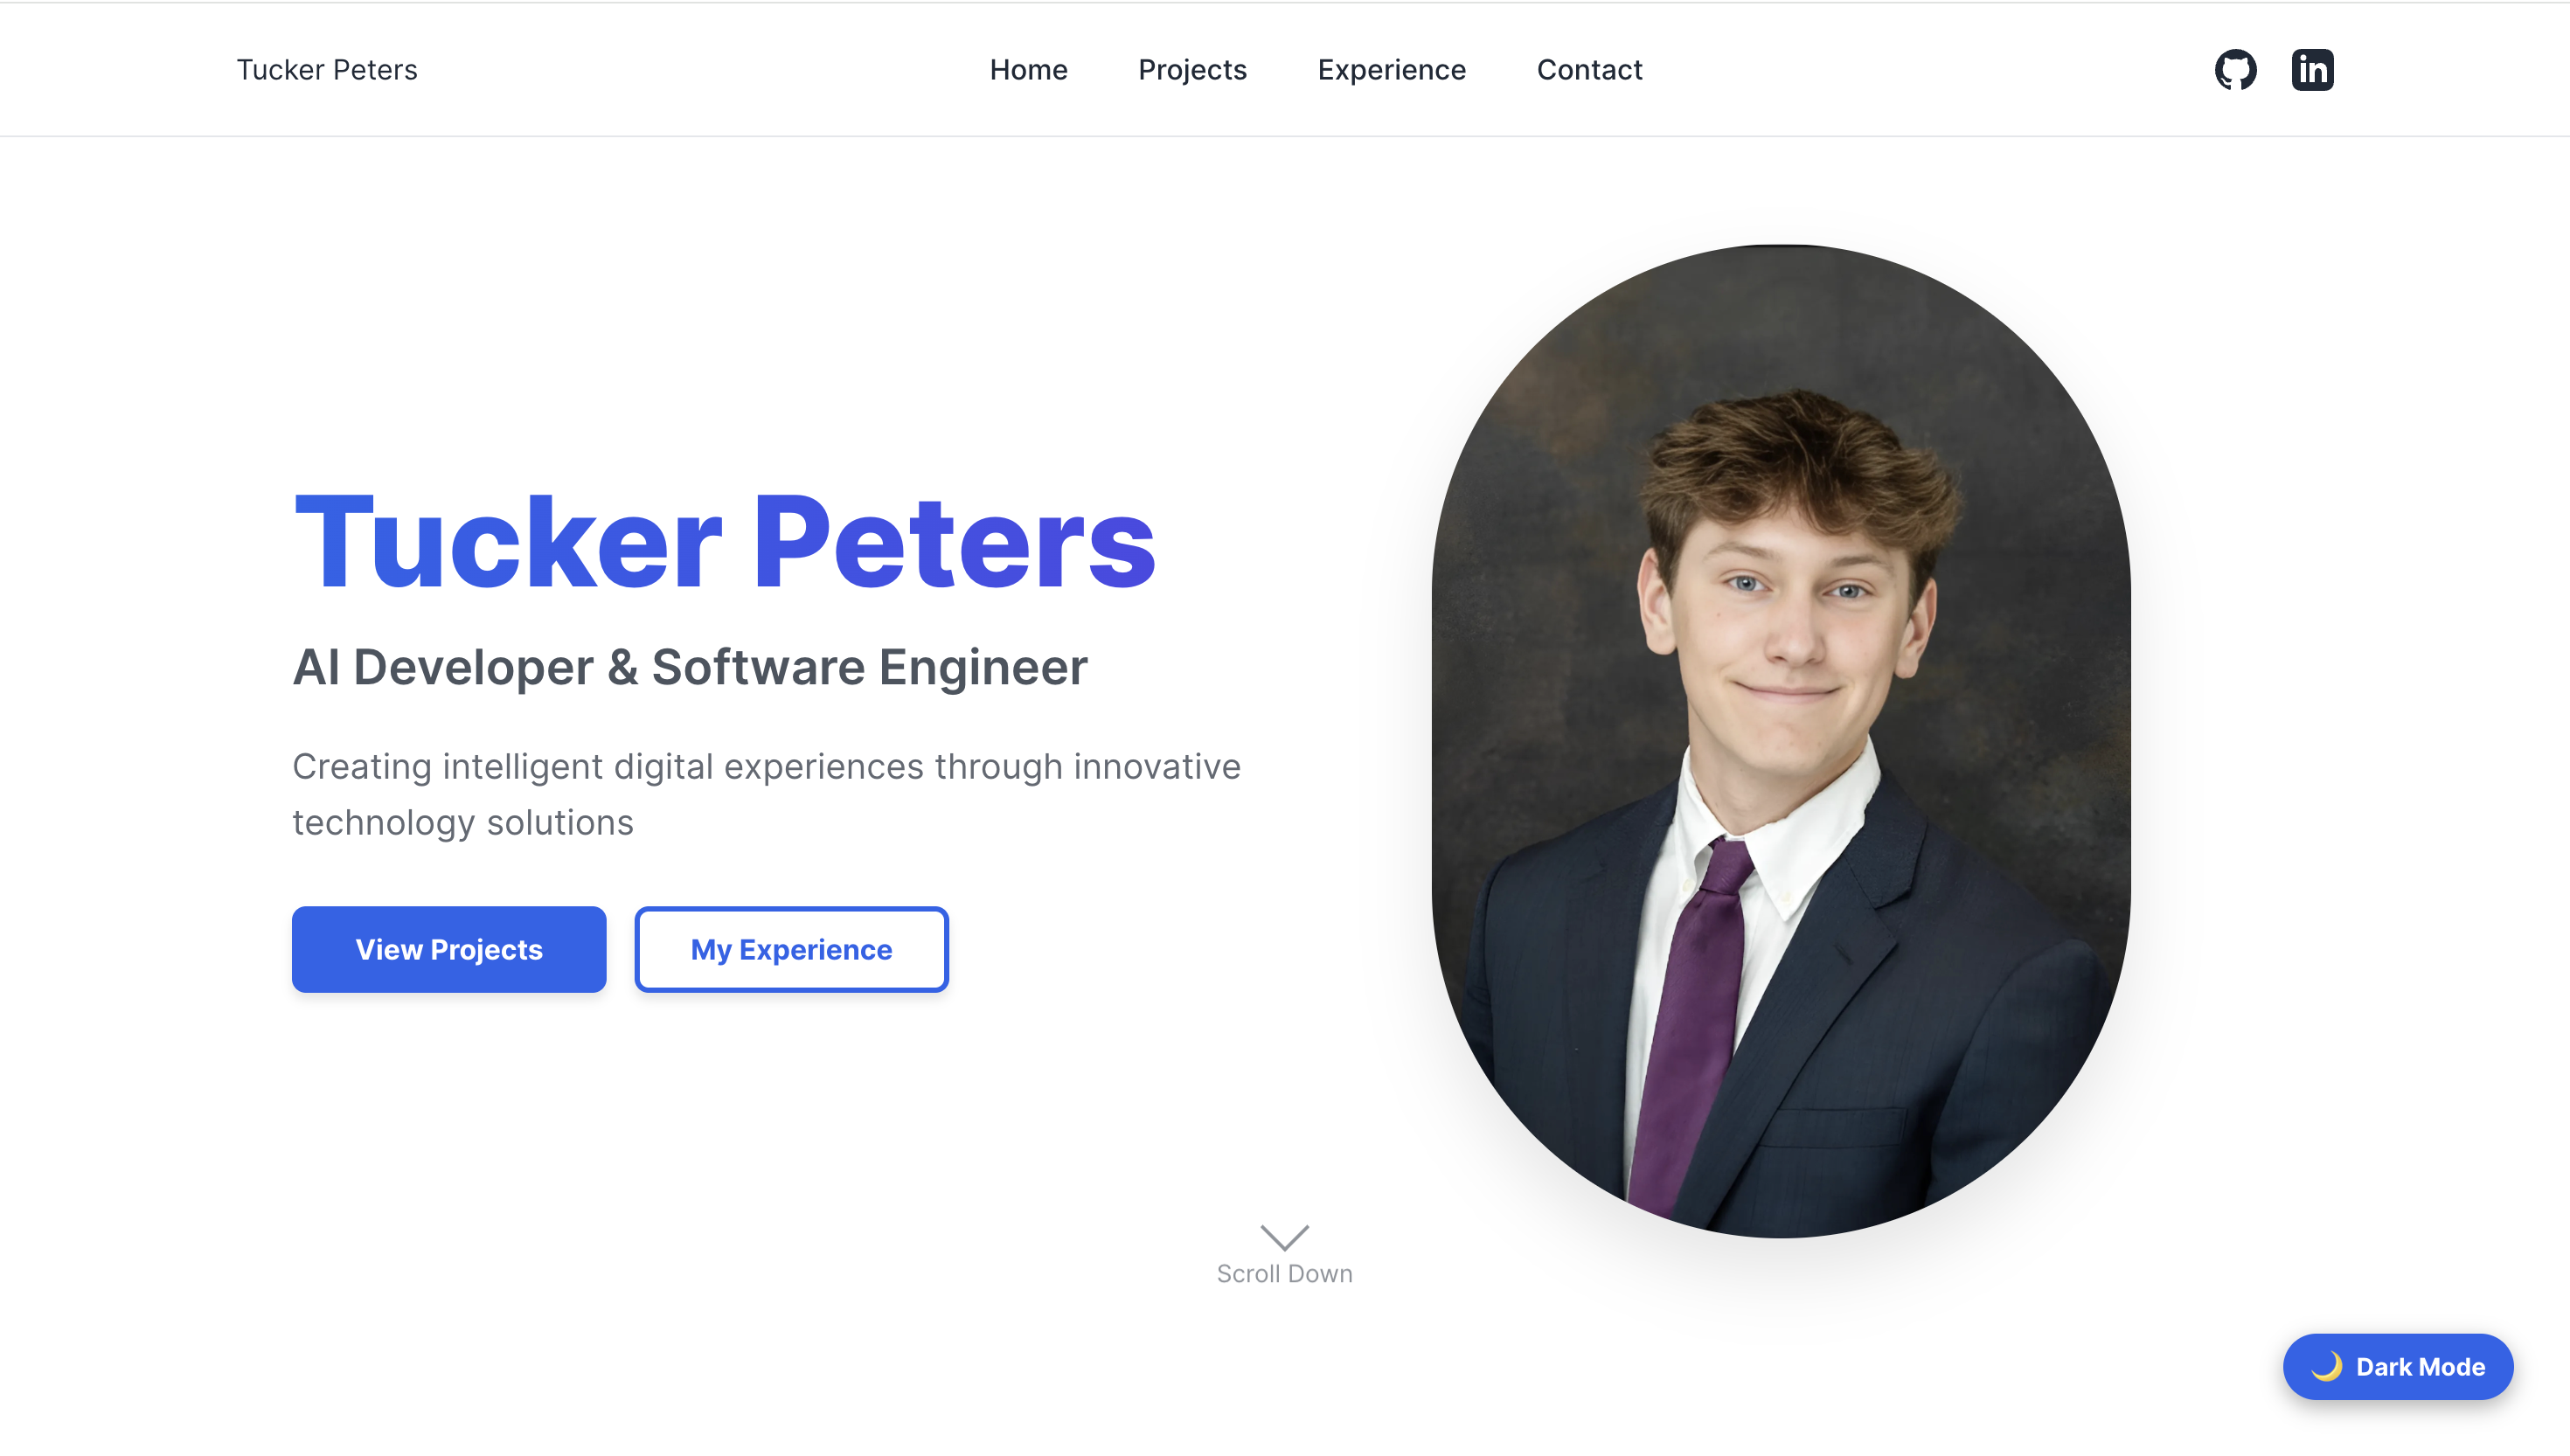 Tucker Peters
Home
Projects
Experience
Contact
in
Tucker Peters
AI Developer & Software Engineer
Creating intelligent digital experiences through innovative
technology solutions
View Projects
My Experience
Scroll Down
🌙 Dark Mode